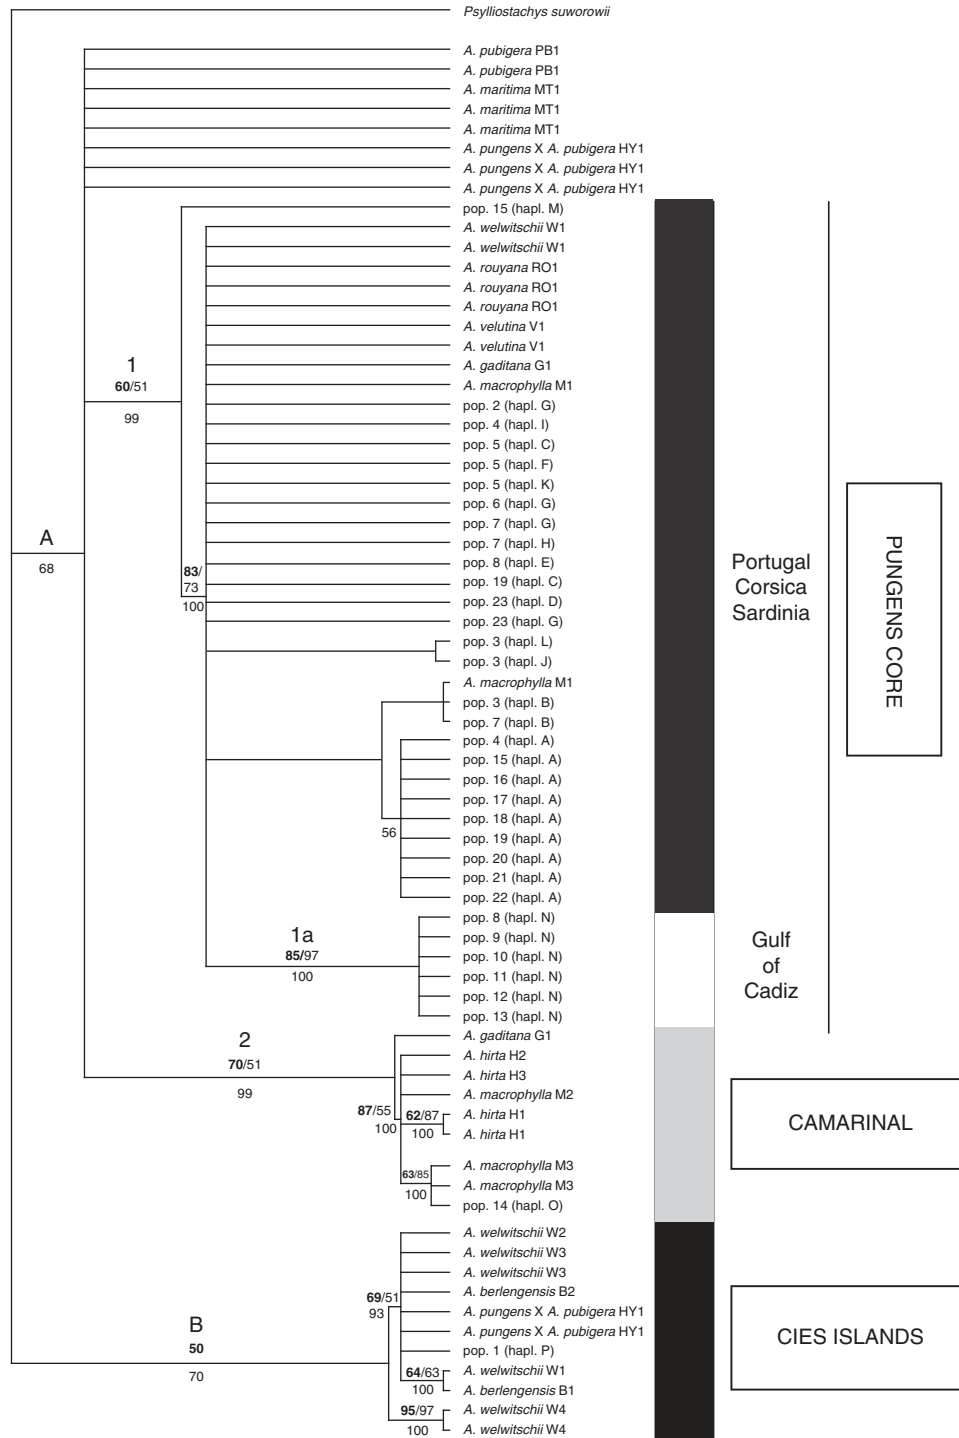 Psylliostachys suworowii
A. pubigera PB1
A. pubigera PB1
A. maritima MT1
A. maritima MT1
A. maritima MT1
A. pungens X A. pubigera HY1
A. pungens X A. pubigera HY1
A. pungens X A. pubigera HY1
pop. 15 (hapl. M)
A. welwitschii W1
A. welwitschii W1
A. rouyana RO1
A. rouyana RO1
A. rouyana RO1
A. velutina V1
A. velutina V1
A. gaditana G1
A. macrophylla M1
pop. 2 (hapl. G)
pop. 4 (hapl. I)
pop. 5 (hapl. C)
pop. 5 (hapl. F)
pop. 5 (hapl. K)
pop. 6 (hapl. G)
pop. 7 (hapl. G)
pop. 7 (hapl. H)
pop. 8 (hapl. E)
pop. 19 (hapl. C)
pop. 23 (hapl. D)
pop. 23 (hapl. G)
pop. 3 (hapl. L)
pop. 3 (hapl. J)
A. macrophylla M1
pop. 3 (hapl. B)
pop. 7 (hapl. B)
pop. 4 (hapl. A)
pop. 15 (hapl. A)
pop. 16 (hapl. A)
pop. 17 (hapl. A)
pop. 18 (hapl. A)
pop. 19 (hapl. A)
pop. 20 (hapl. A)
pop. 21 (hapl. A)
pop. 22 (hapl. A)
pop. 8 (hapl. N)
pop. 9 (hapl. N)
pop. 10 (hapl. N)
pop. 11 (hapl. N)
pop. 12 (hapl. N)
pop. 13 (hapl. N)
A. gaditana G1
A. hirta H2
A. hirta H3
A. macrophylla M2
A. hirta H1
A. hirta H1
A. macrophylla M3
A. macrophylla M3
pop. 14 (hapl. O)
A. welwitschii W2
A. welwitschii W3
A. welwitschii W3
A. berlengensis B2
A. pungens X A. pubigera HY1
A. pungens X A. pubigera HY1
pop. 1 (hapl. P)
A. welwitschii W1
A. berlengensis B1
A. welwitschii W4
A. welwitschii W4
1
60/51
99
A
68
83/
73
100
56
1a
85/97
100
2
70/51
99
87/55
100
62/87
100
63/85
100
B
50
70
69/51
93
64/63
100
95/97
100
Portugal
Corsica
Sardinia
Gulf
of
Cadiz
PUNGENS CORE
CAMARINAL
CIES ISLANDS